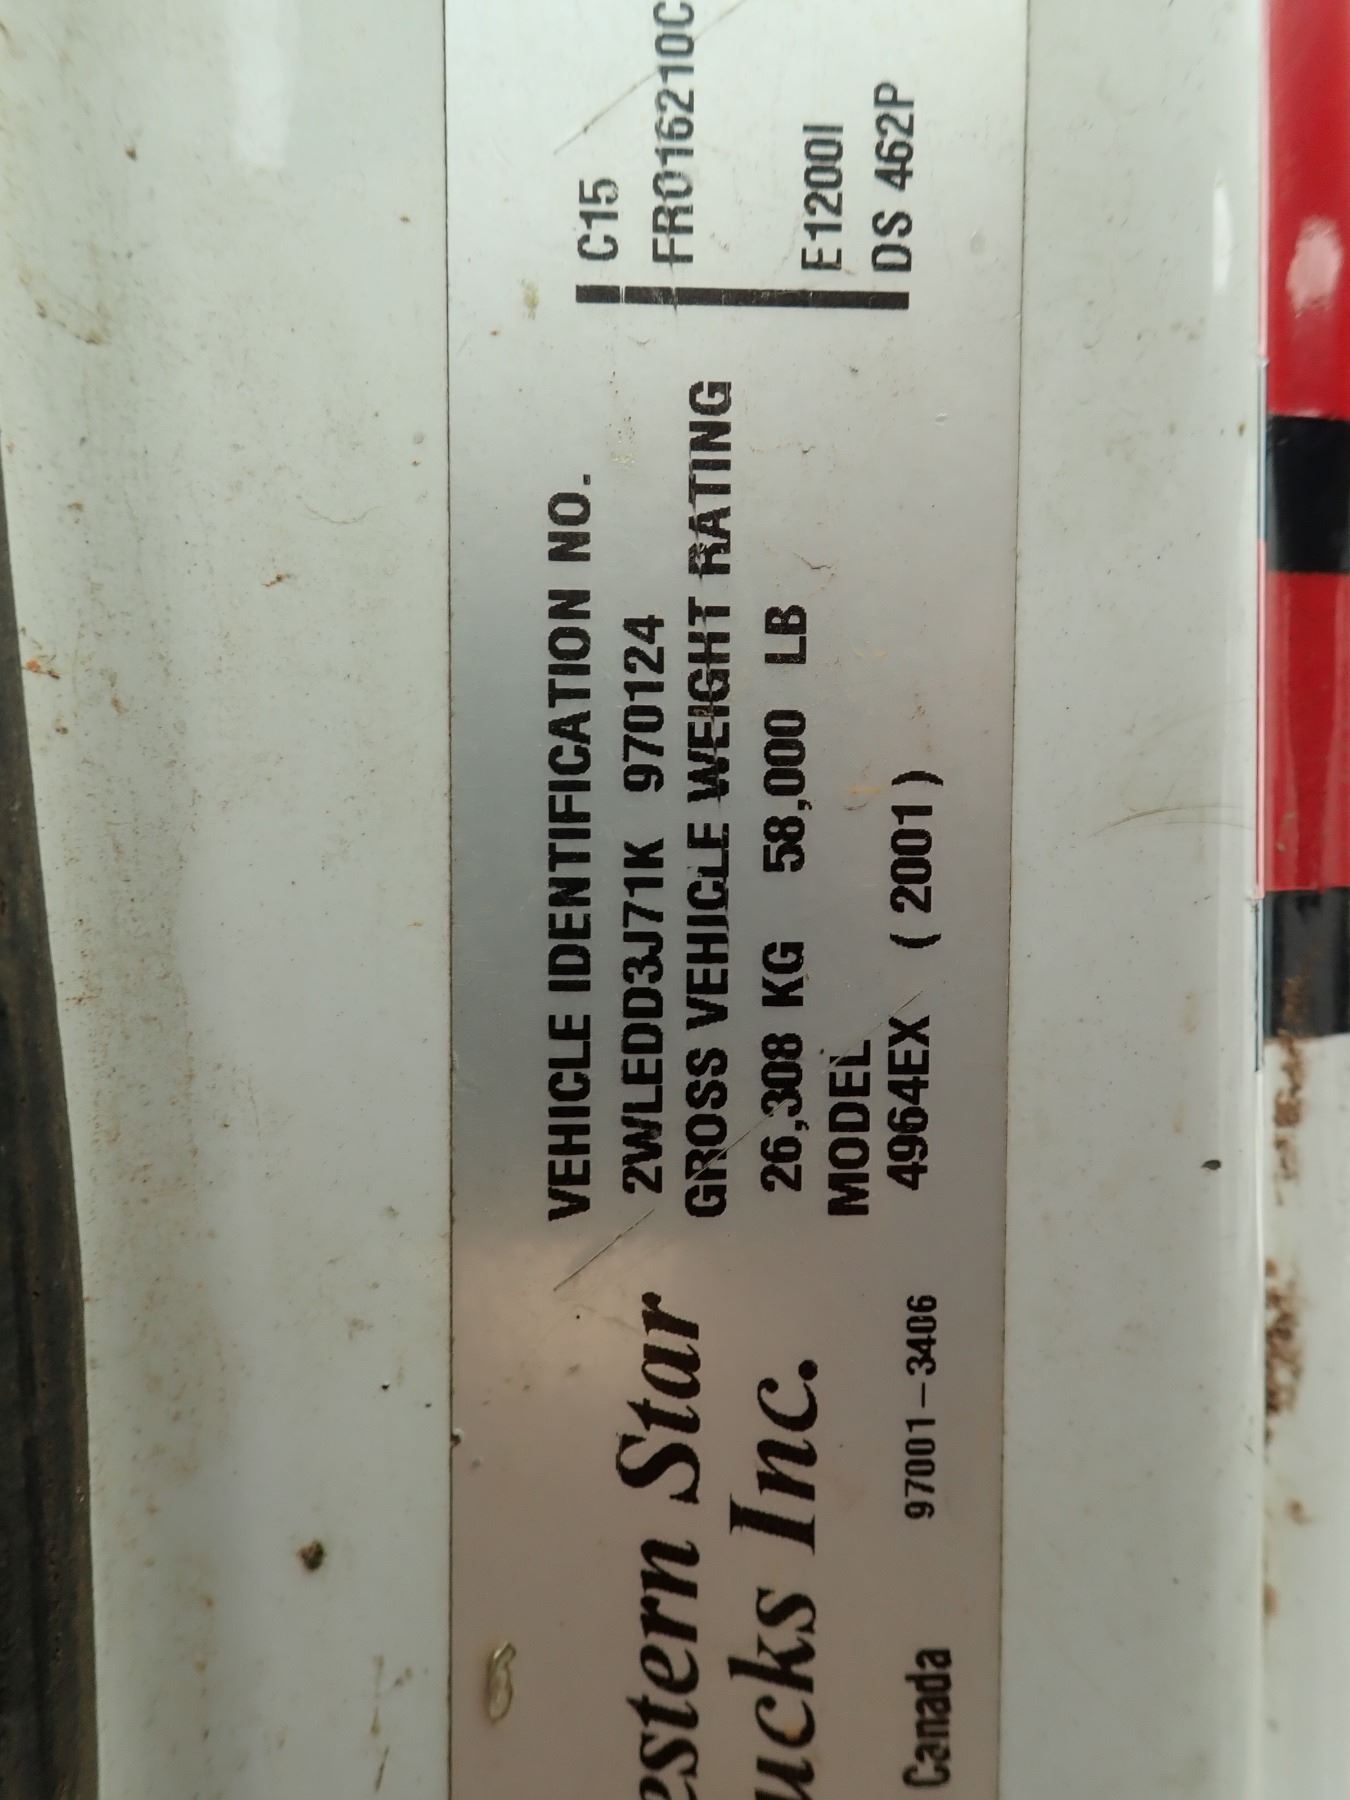 estern Star
ucks Inc.
Canada
97001-3406
VEHICLE IDENTIFICATION NO.
2WLEDD3J71K 970124
GROSS VEHICLE WEIGHT RATING
26,308 KG 58,000 LB
MODEL
4964EX (2001)
C15
FR016210C
E1200I
DS 462P